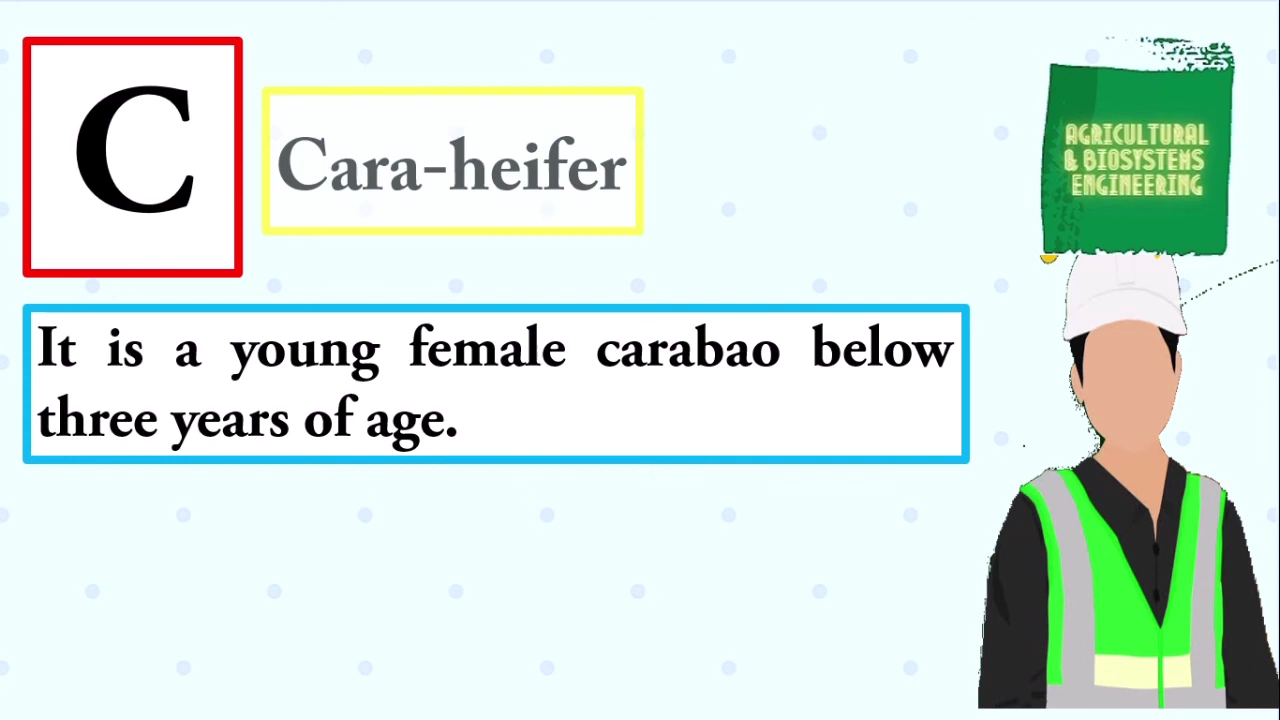 C
Cara-heifer
It is a young female carabao below
three years of age.
AGRICULTURAL
& BIOSYSTEMS
ENGINEERING